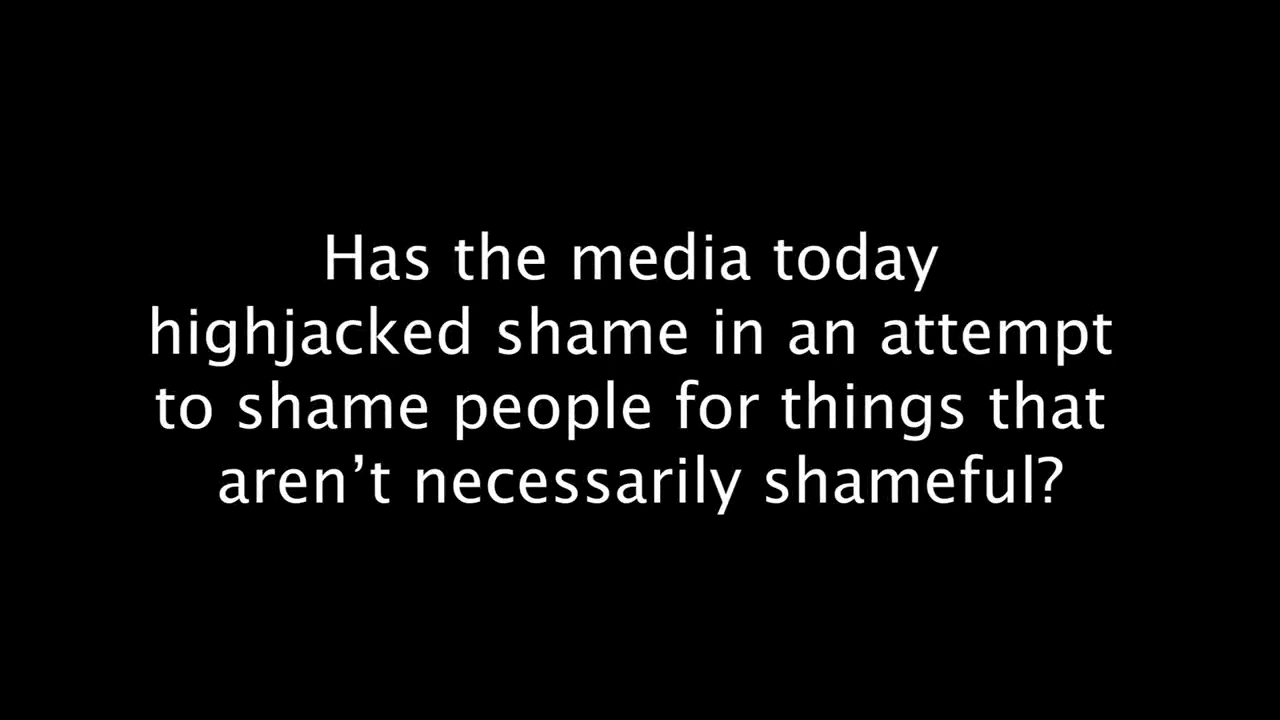 Has the media today
highjacked shame in an attempt
to shame people for things that
aren’t necessarily shameful?